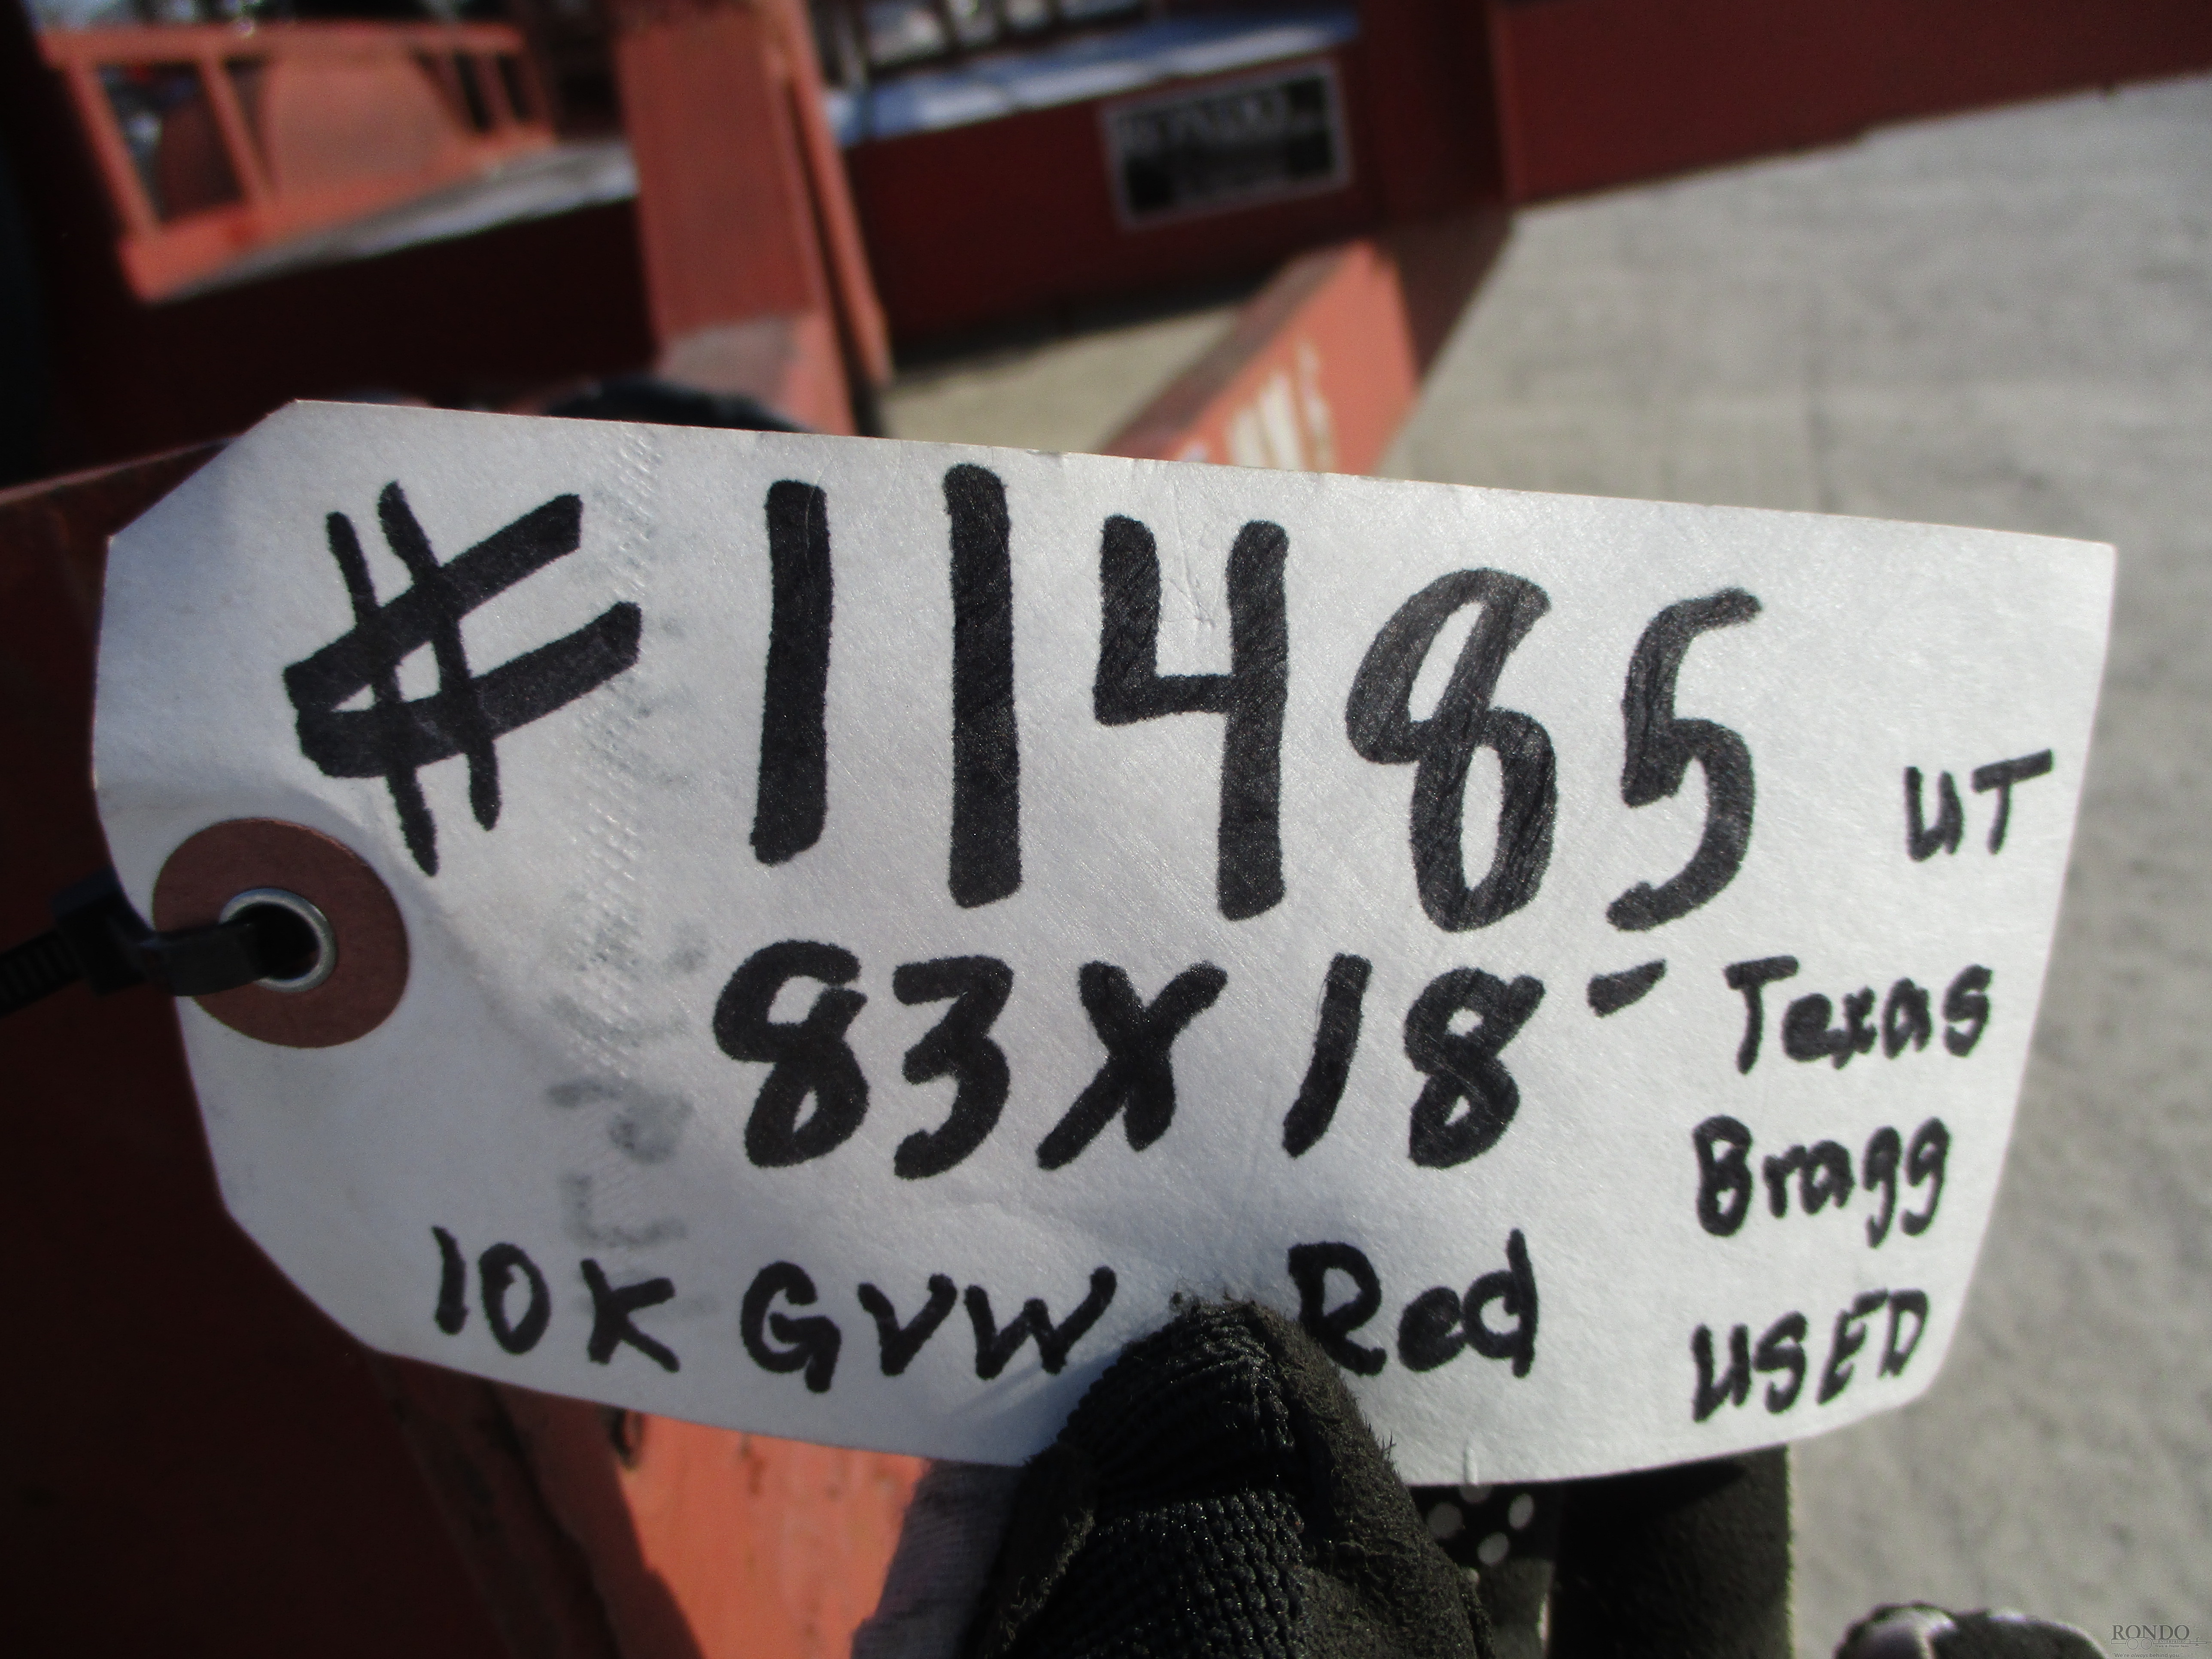 #11485
UT
83X18 - Texas
Bragg
10K GVW Red
USED
RONDO